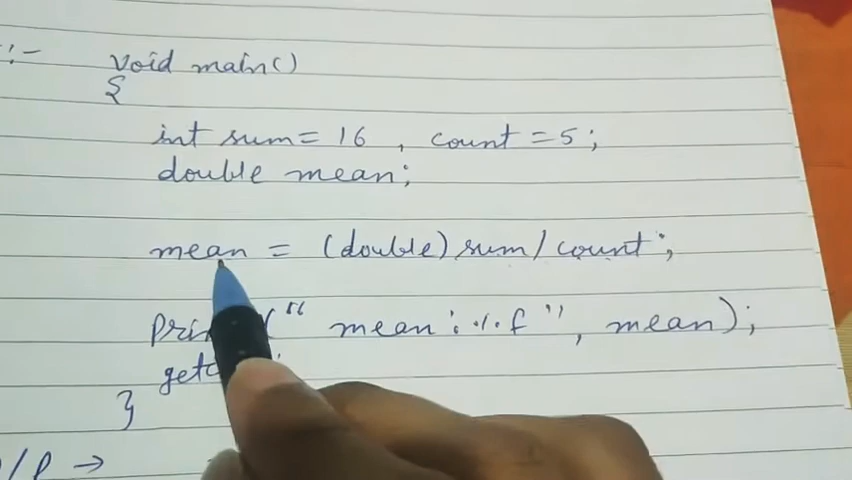 :-
void main()
{
int sum = 16 , count = 5 ;
double mean;
mean = (double) sum / count ;
( " mean : %f " , mean );
}
O/P →